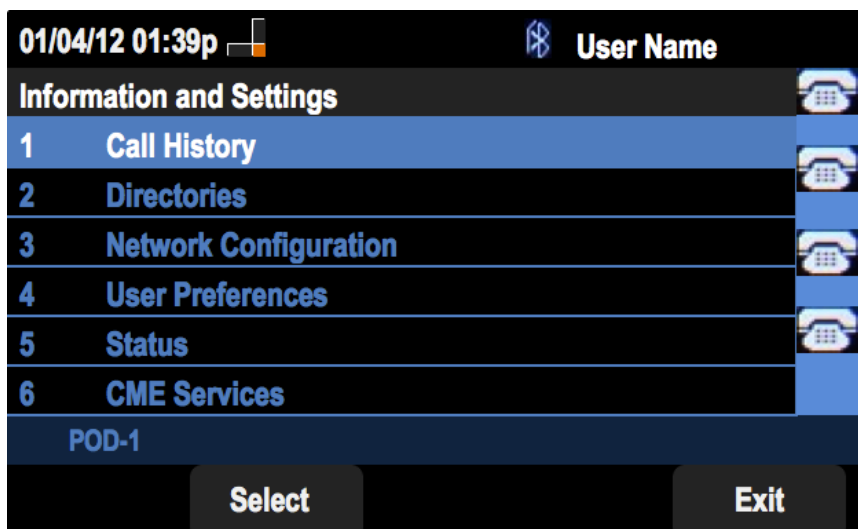 01/04/12 01:39p User Name
Information and Settings
1 Call History
2 Directories
3 Network Configuration
4 User Preferences
5 Status
6 CME Services
POD-1
Select Exit